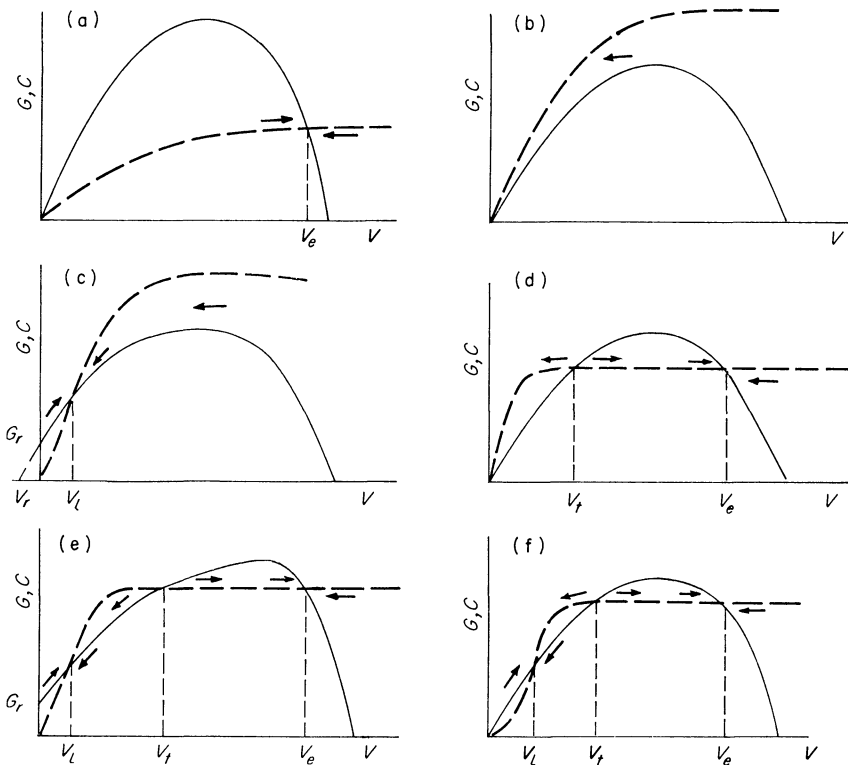 (a)
G, C
V_e
V
(b)
G, C
V
(c)
G, C
G_r
V_r
V_l
V
(d)
G, C
V_t
V_e
V
(e)
G, C
G_r
V_l
V_t
V_e
V
(f)
G, C
V_l
V_t
V_e
V